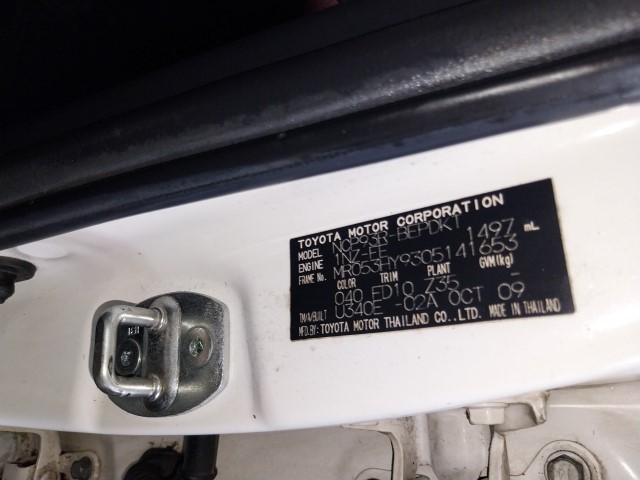 TOYOTA MOTOR CORPORATION
MODEL NCP93R-BEPDKT
ENGINE 1NZ-FE 1497 mL
FRAME No. MR053HY9305141653
COLOR TRIM PLANT GVM(kg)
040 FD10 Z35 -
TM/A/BUILT U340E -02A OCT 09
MFD.BY: TOYOTA MOTOR THAILAND CO.,LTD. MADE IN THAILAND